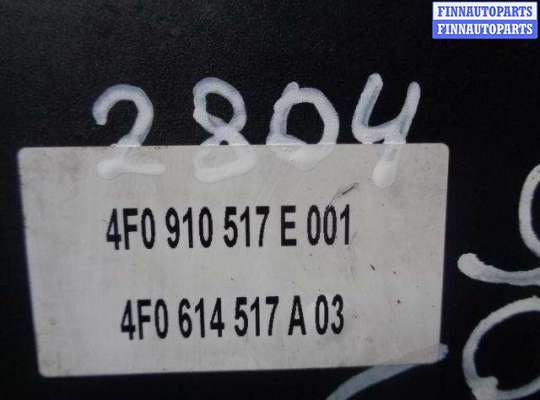 FINNAUTOPARTS
FINNAUTOPARTS
2804
4F0 910 517 E 001
4F0 614 517 A 03